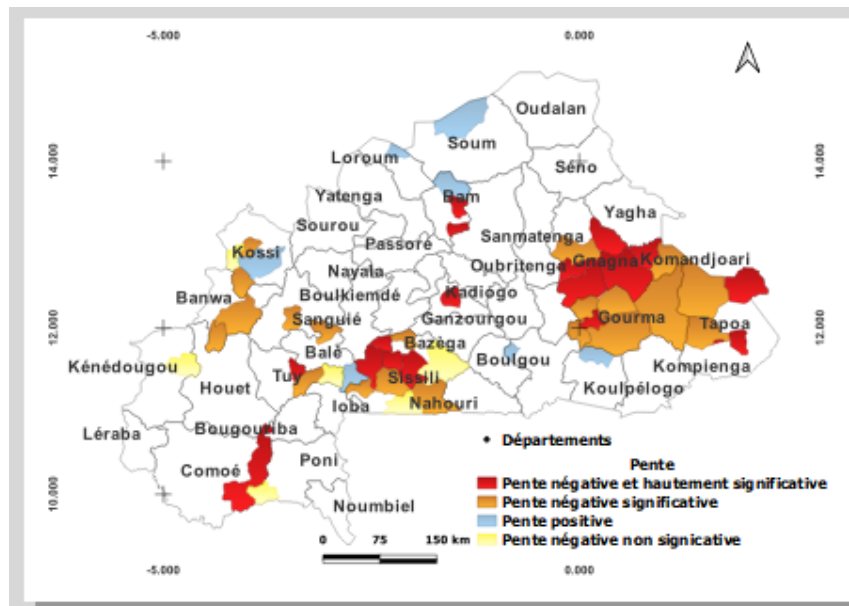 -5.000 0.000
Oudalan
Soum
14.000 14.000
Loroum
Séno
Yatenga
Bam
Yagha
Sourou
Sanmatenga
Passoré
Kossi
Gnagna Komandjoari
Oubritenga
Nayala
Banwa
Boulkiemdé
Kadiógo
Sanguié
Ganzourgou
Gourma
12.000 12.000
Tapoa
Bazèga
Balé
Boulgou
Kénédougou
Kompienga
Tuy
Sissili
Houet
Koulpélogo
Ioba
Nahouri
Léraba
Bougouriba
Départements
Poni
Pente
Comoé
Pente négative et hautement significative
Pente négative significative
10.000 10.000
Noumbiel
Pente positive
Pente négative non signicative
0 75 150 km
-5.000 0.000